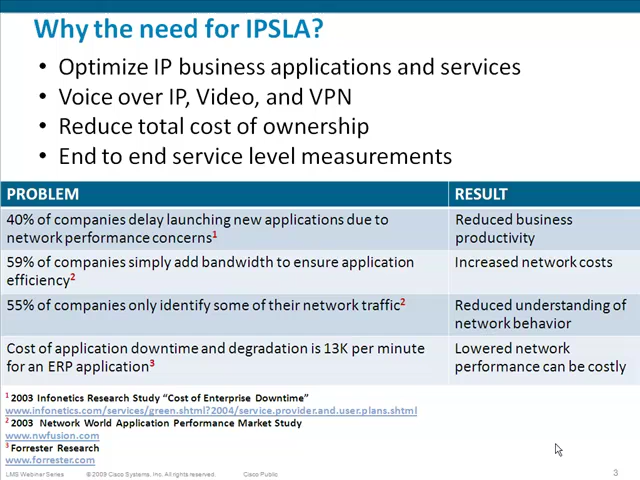 Why the need for IPSLA?
• Optimize IP business applications and services
• Voice over IP, Video, and VPN
• Reduce total cost of ownership
• End to end service level measurements
PROBLEM RESULT
40% of companies delay launching new applications due to Reduced business
network performance concerns1 productivity
59% of companies simply add bandwidth to ensure application Increased network costs
efficiency2
55% of companies only identify some of their network traffic2 Reduced understanding of
network behavior
Cost of application downtime and degradation is 13K per minute Lowered network
for an ERP application3 performance can be costly
1 2003 Infonetics Research Study “Cost of Enterprise Downtime”
www.infonetics.com/services/green.shtml?2004/service.provider.and.user.plans.shtml
2 2003 Network World Application Performance Market Study
www.nwfusion.com
3 Forrester Research
www.forrester.com
LMS Webinar Series © 2009 Cisco Systems, Inc. All rights reserved. Cisco Public 3